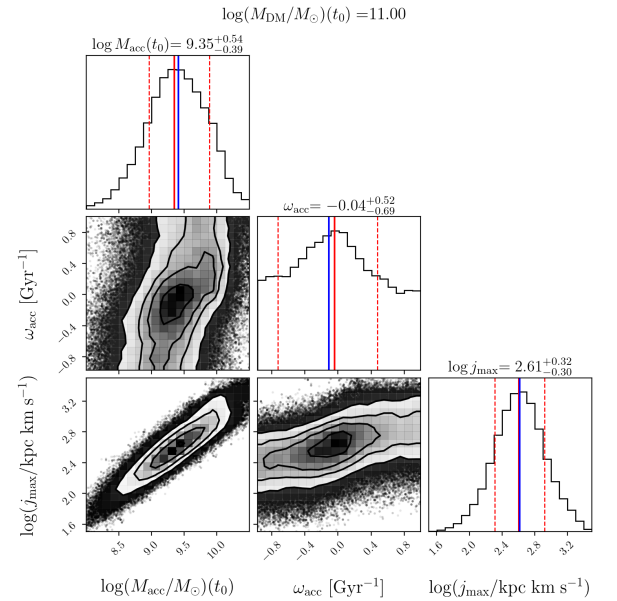 log(M_DM/M_⊙)(t_0) =11.00
log M_acc(t_0)= 9.35^{+0.54}_{−0.39}
ω_acc= −0.04^{+0.52}_{−0.69}
0.8
0.4
0.0
−0.4
−0.8
ω_acc [Gyr^{−1}]
log j_max= 2.61^{+0.32}_{−0.30}
3.2
2.8
2.4
2.0
1.6
log(j_max/kpc km s^{−1})
8.5 9.0 9.5 10.0
−0.8 −0.4 0.0 0.4 0.8
1.6 2.0 2.4 2.8 3.2
log(M_acc/M_⊙)(t_0)
ω_acc [Gyr^{−1}]
log(j_max/kpc km s^{−1})